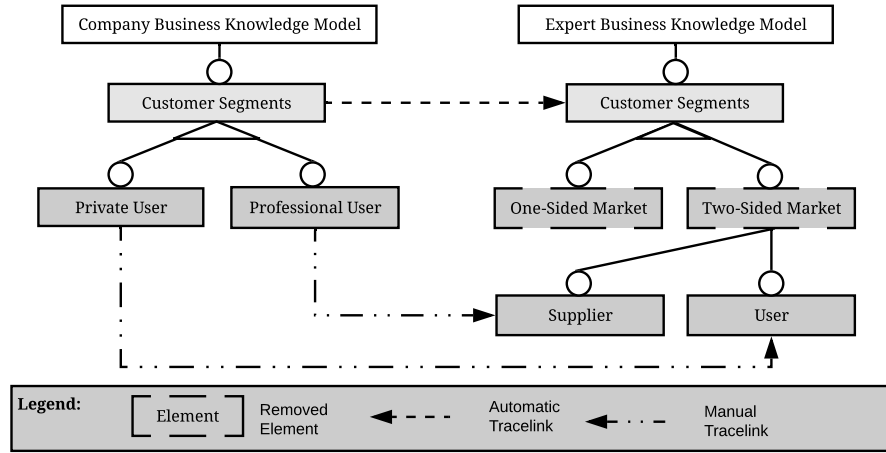 Company Business Knowledge Model
Expert Business Knowledge Model
Customer Segments
Customer Segments
Private User
Professional User
One-Sided Market
Two-Sided Market
Supplier
User
Legend:
Element
Removed
Element
Automatic
Tracelink
Manual
Tracelink